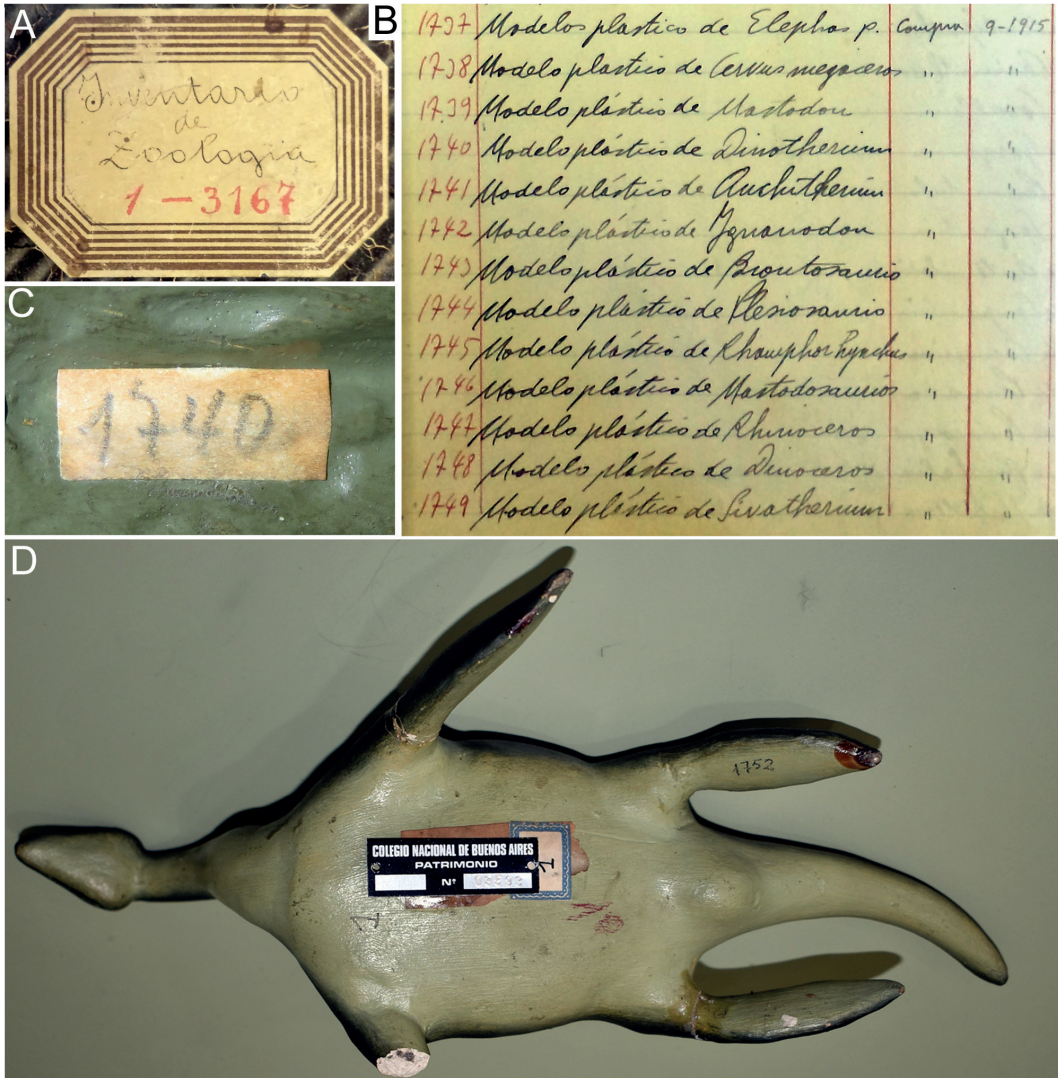 A
Inventario
de
Zoologia
1 — 3167
B
1737 Modelos plastico de Elephas p. Compra 9-1915
1738 Modelo plástico de Cervus megaceros " "
1739 Modelo plástico de Mastodon " "
1740 Modelo plástico de Dinotherium " "
1741 Modelo plástico de Anchitherium " "
1742 Modelo plástico de Iguanodon " "
1743 Modelo plástico de Brontosaurio " "
1744 Modelo plástico de Plesiosaurio " "
1745 Modelo plástico de Rhamphorhynchus " "
1746 Modelo plástico de Mastodosaurios " "
1747 Modelo plástico de Rhinoceros " "
1748 Modelo plástico de Dinoceros " "
1749 Modelo plástico de Sivatherium " "
C
1740
D
1752
COLEGIO NACIONAL DE BUENOS AIRES
PATRIMONIO
Nº